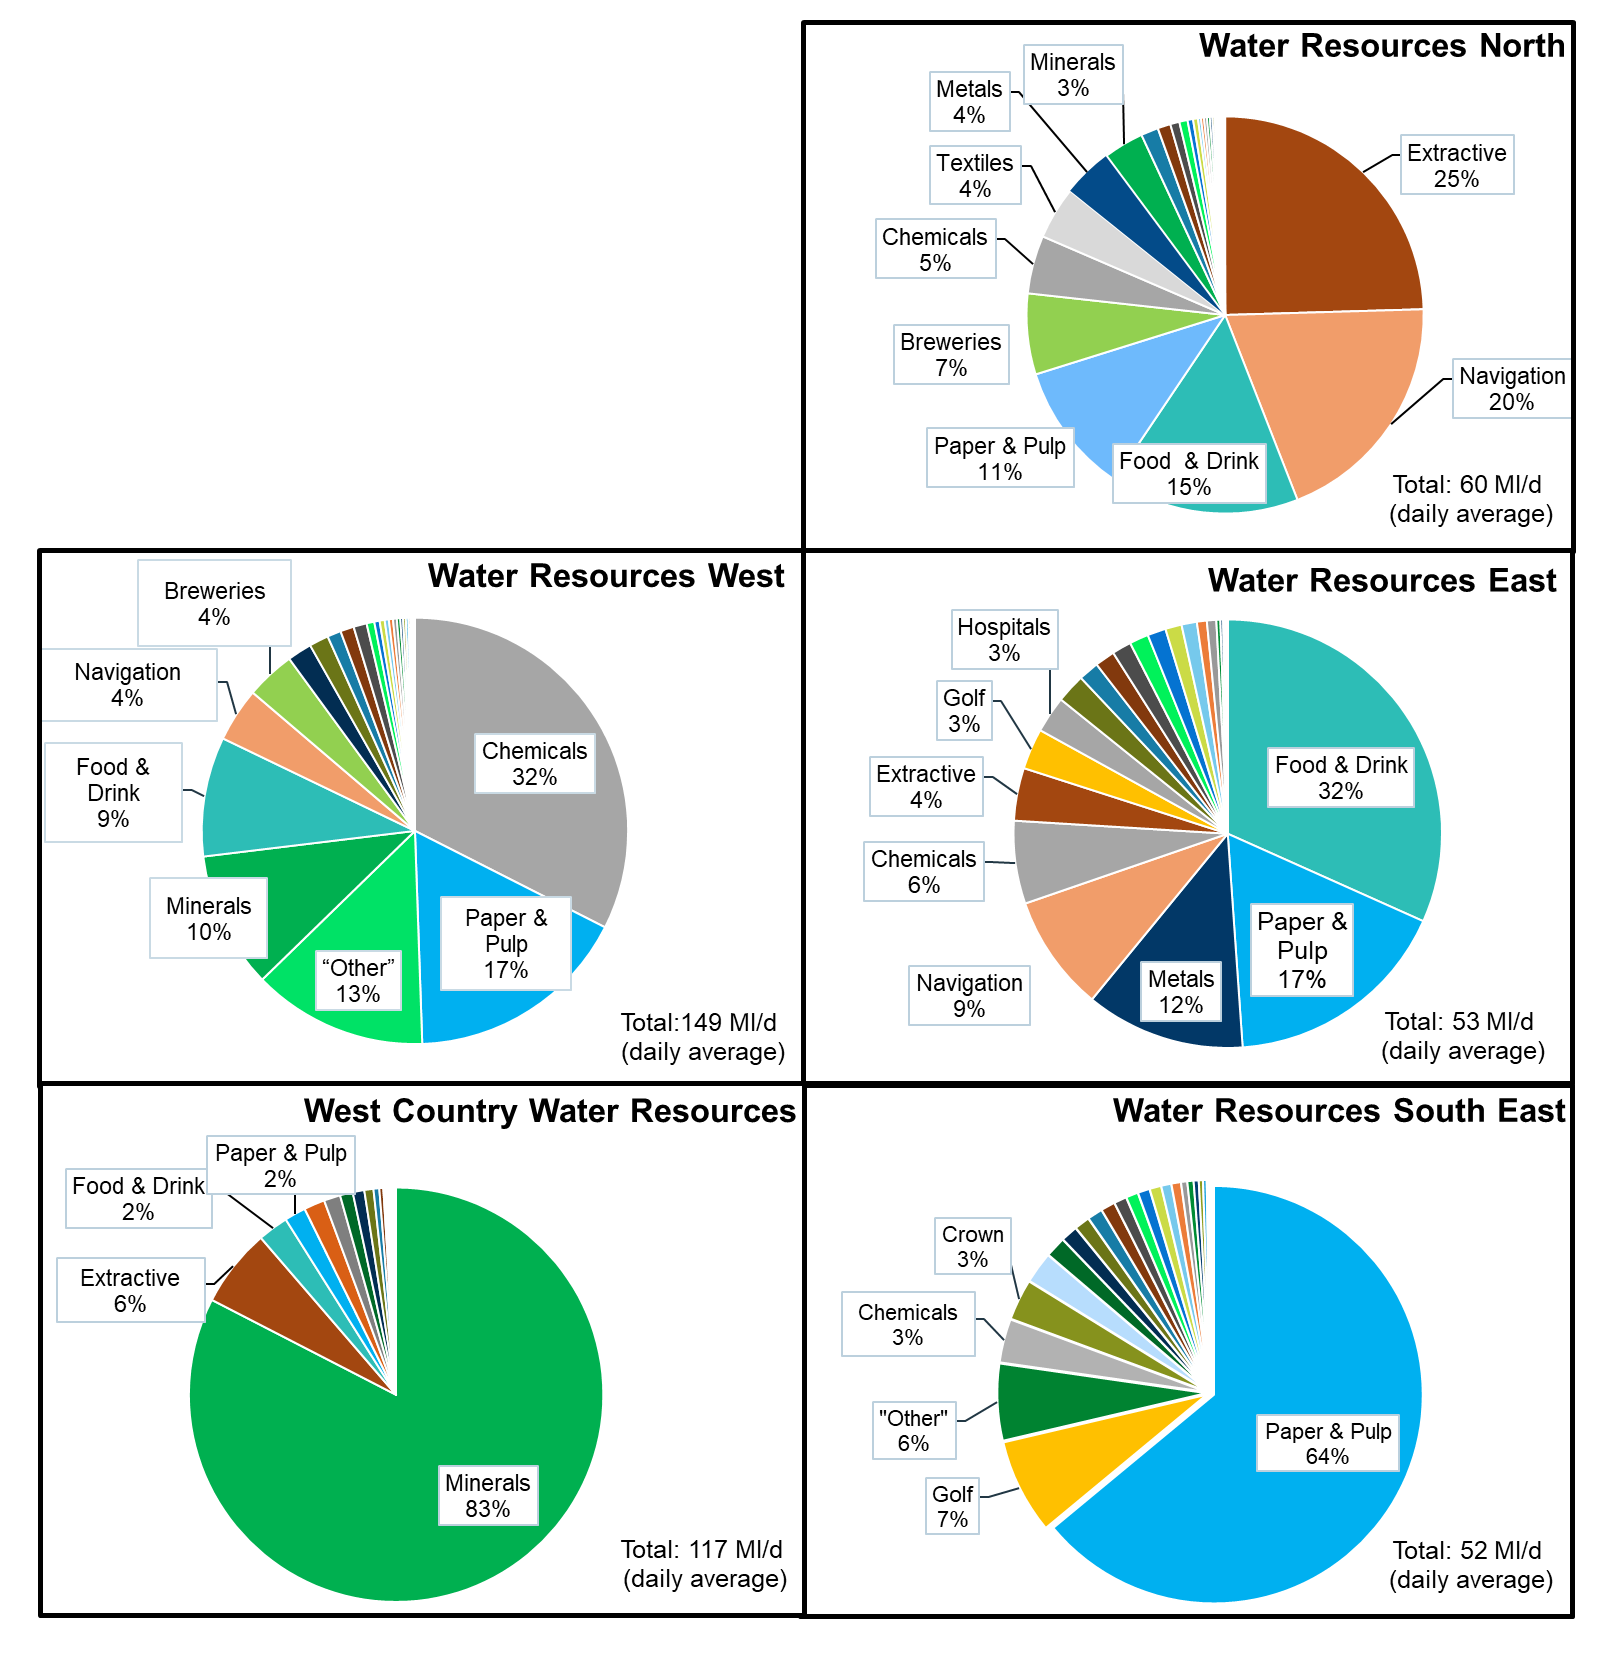 Water Resources North
Minerals
3%
Metals
4%
Textiles
4%
Chemicals
5%
Breweries
7%
Paper & Pulp
11%
Food & Drink
15%
Extractive
25%
Navigation
20%
Total: 60 Ml/d
(daily average)
Water Resources West
Breweries
4%
Navigation
4%
Food &
Drink
9%
Minerals
10%
“Other”
13%
Paper &
Pulp
17%
Chemicals
32%
Total:149 Ml/d
(daily average)
Water Resources East
Hospitals
3%
Golf
3%
Extractive
4%
Chemicals
6%
Navigation
9%
Metals
12%
Paper &
Pulp
17%
Food & Drink
32%
Total: 53 Ml/d
(daily average)
West Country Water Resources
Paper & Pulp
2%
Food & Drink
2%
Extractive
6%
Minerals
83%
Total: 117 Ml/d
(daily average)
Water Resources South East
Crown
3%
Chemicals
3%
"Other"
6%
Golf
7%
Paper & Pulp
64%
Total: 52 Ml/d
(daily average)